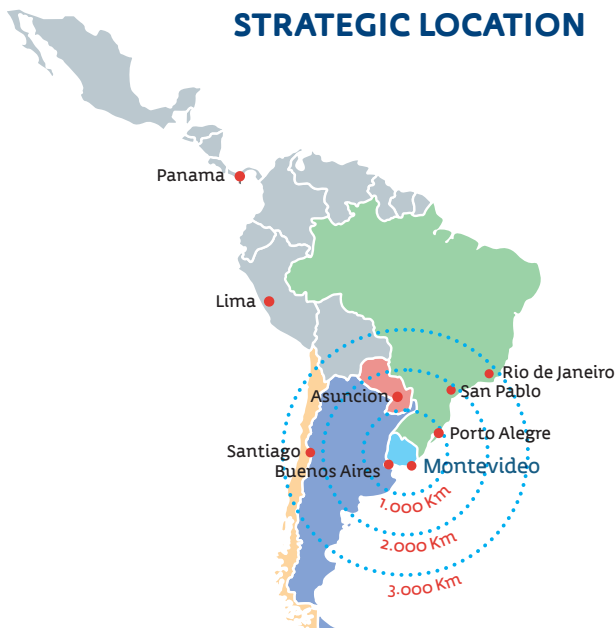 STRATEGIC LOCATION
Panama
Lima
Rio de Janeiro
San Pablo
Asuncion
Porto Alegre
Santiago
Buenos Aires
Montevideo
1.000 Km
2.000 Km
3.000 Km